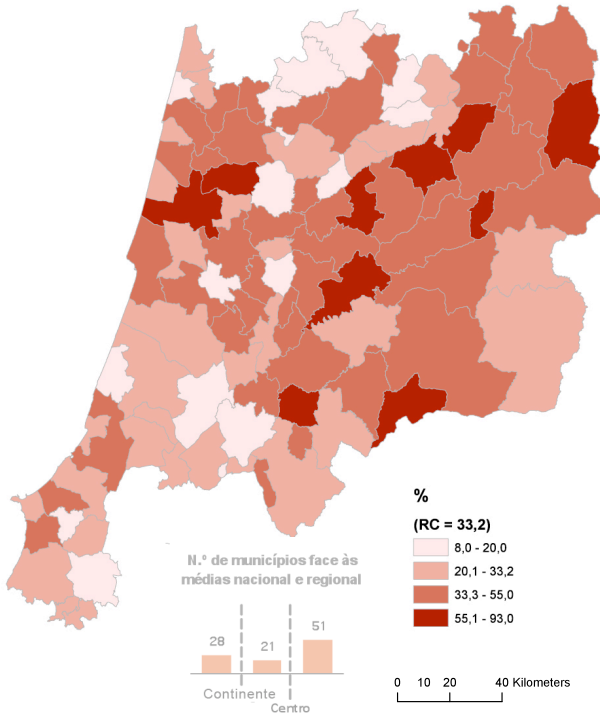 %
(RC = 33,2)
8,0 - 20,0
20,1 - 33,2
33,3 - 55,0
55,1 - 93,0
N.º de municípios face às
médias nacional e regional
28 21 51
Continente
Centro
0 10 20 40 Kilometers